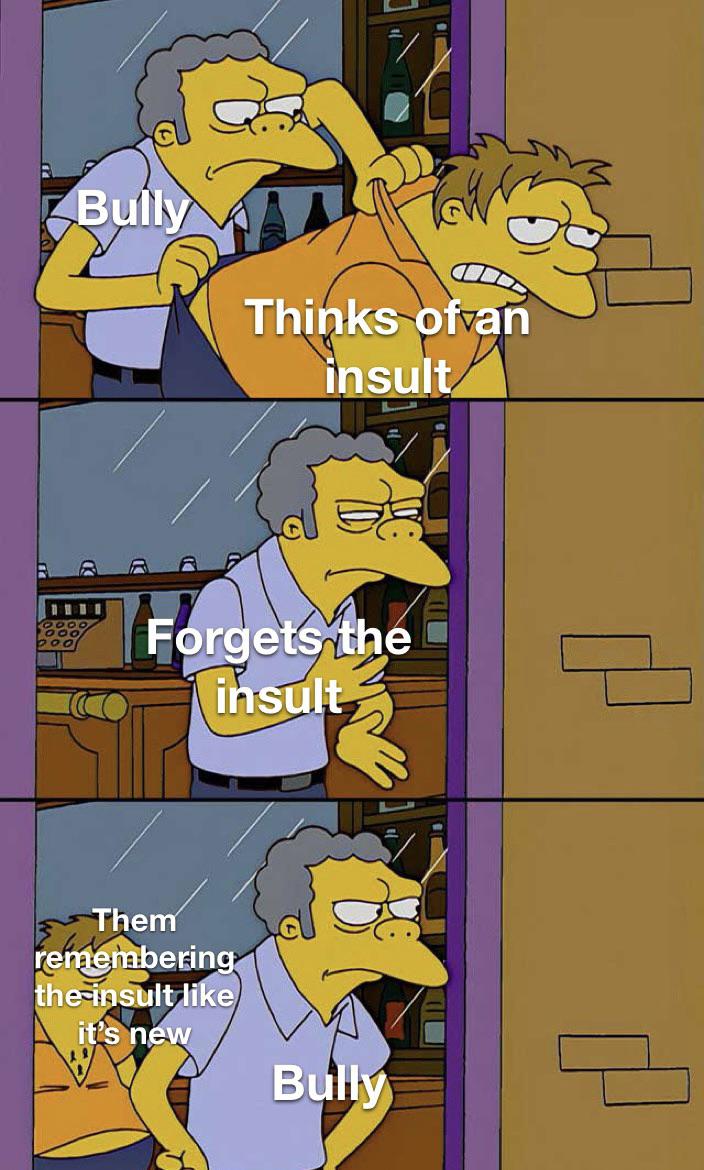 Bully
Thinks of an
insult
Forgets the
insult
Them
remembering
the insult like
it's new
Bully